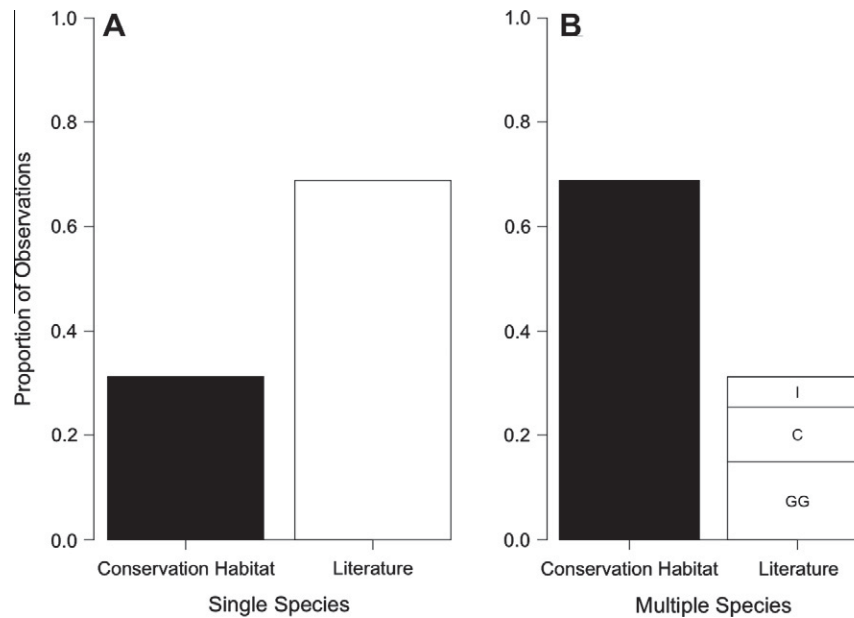 A
B
Proportion of Observations
1.0
0.8
0.6
0.4
0.2
0.0
1.0
0.8
0.6
0.4
0.2
0.0
I
C
GG
Conservation Habitat
Literature
Conservation Habitat
Literature
Single Species
Multiple Species